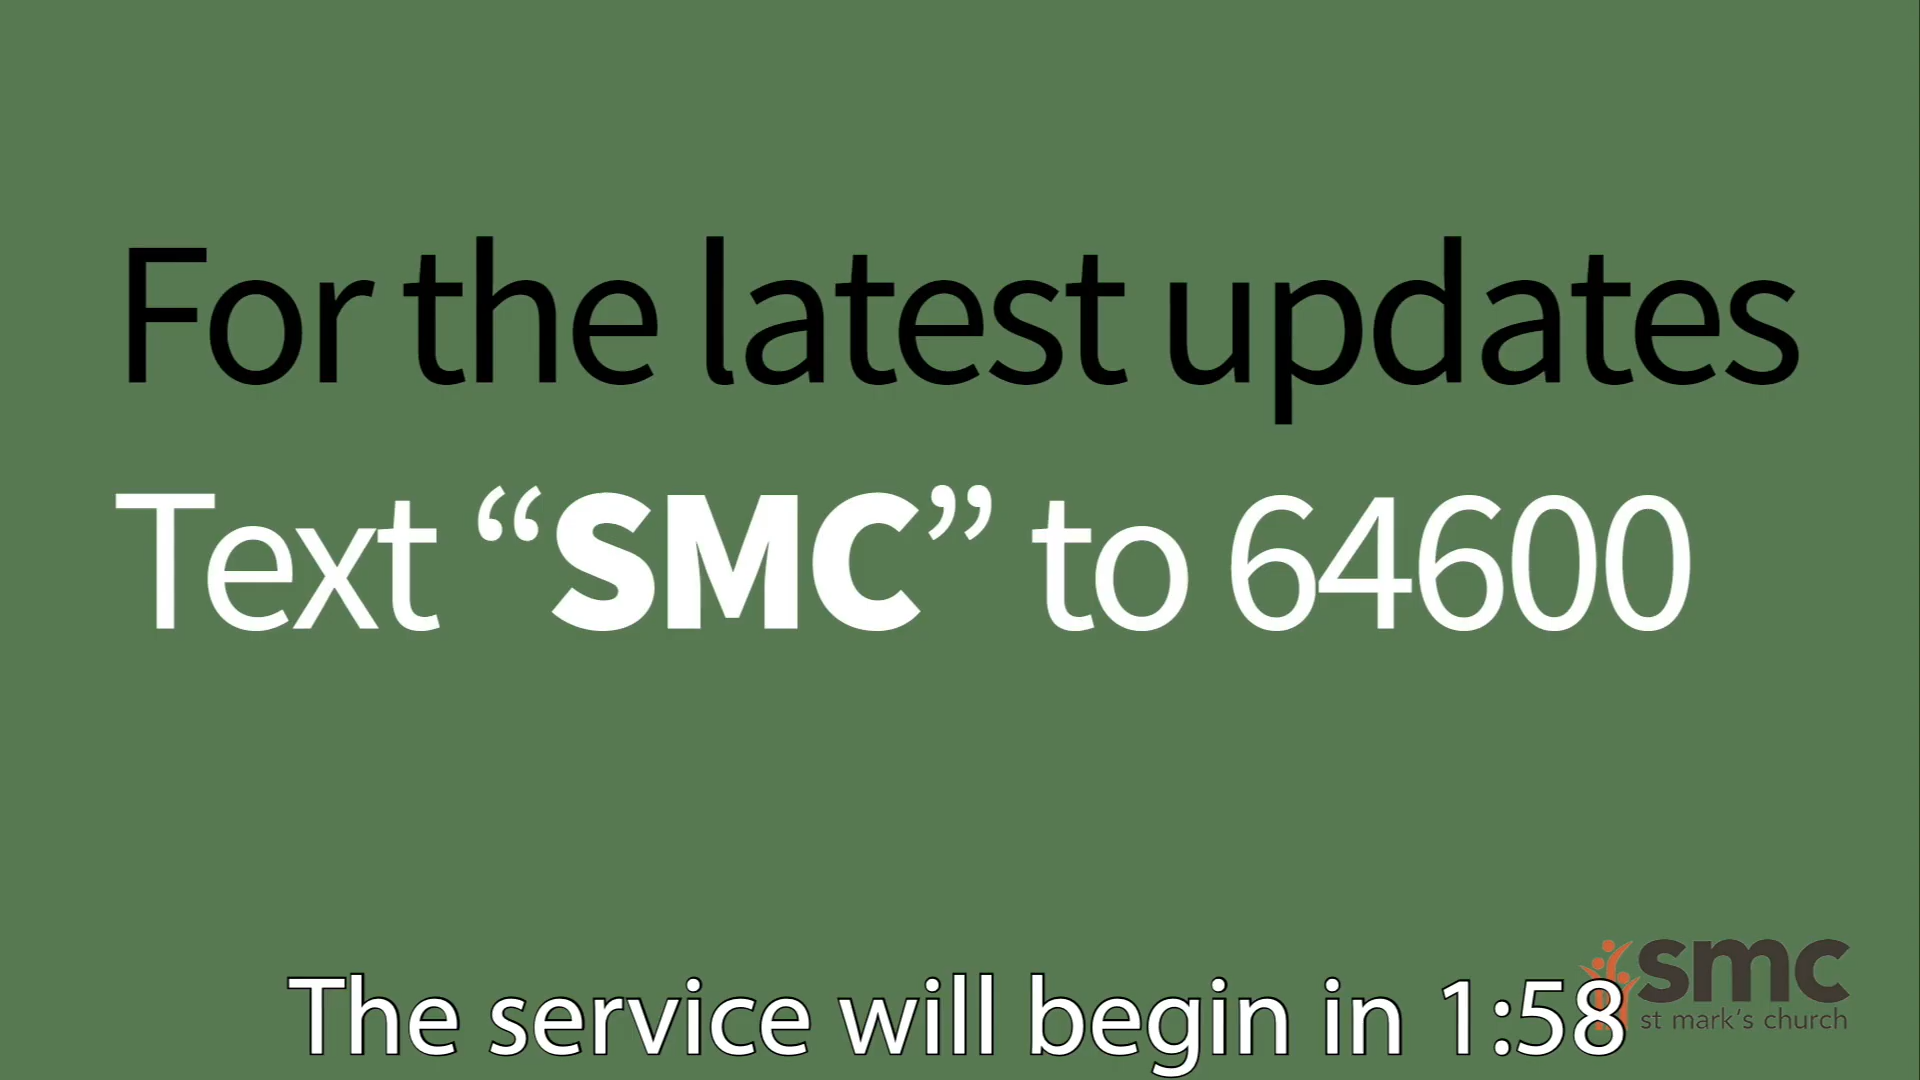 For the latest updates
Text “SMC” to 64600
smc
st mark's church
The service will begin in 1:58